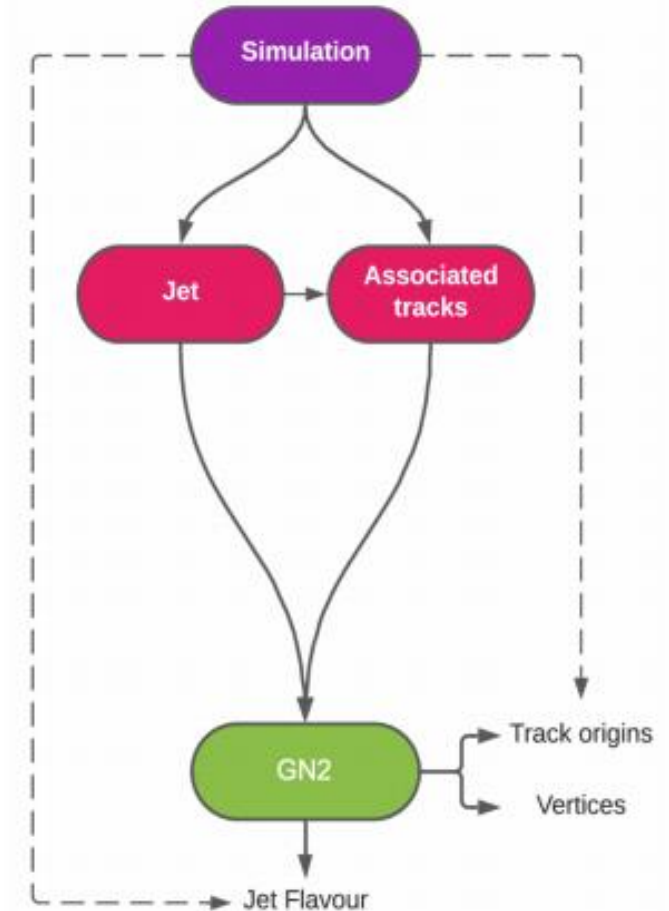 Simulation
Jet
Associated
tracks
GN2
Track origins
Vertices
Jet Flavour